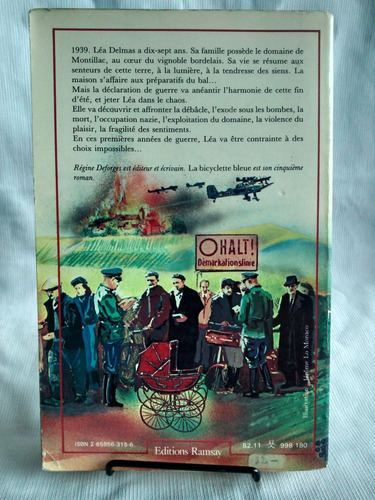 1939. Léa Delmas a dix-sept ans. Sa famille possède le domaine de
Montillac, au cœur du vignoble bordelais. Sa vie se résume aux
senteurs de cette terre, à la lumière, à la tendresse des siens. La
maison s'affaire aux préparatifs du bal...
Mais la déclaration de guerre va anéantir l'harmonie de cette fin
d'été, et jeter Léa dans le chaos.
Elle va découvrir et affronter la débâcle, l'exode sous les bombes, la
mort, l'occupation nazie, l'exploitation du domaine, la violence du
plaisir, la fragilité des sentiments.
En ces premières années de guerre, Léa va être contrainte à des
choix impossibles...
Régine Deforges est éditeur et écrivain. La bicyclette bleue est son cinquième
roman.
HALT!
Demarkationslinie
Illustration: Jérôme Lo Monaco
ISBN 2-85956-315-6
Editions Ramsay
82.11
998 180